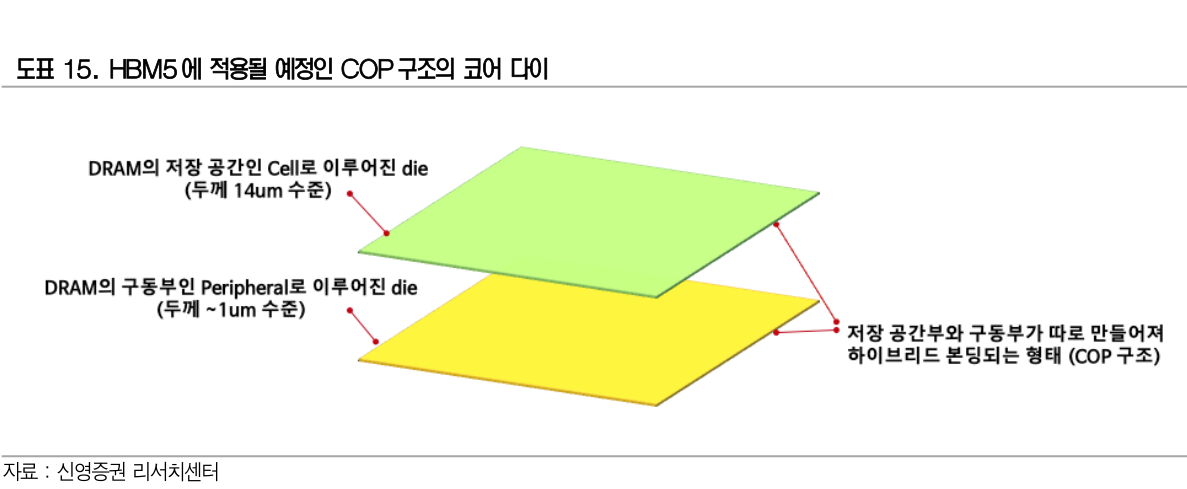 도표 15. HBM5에 적용될 예정인 COP구조의 코어 다이
DRAM의 저장 공간인 Cell로 이루어진 die
(두께 14um 수준)
DRAM의 구동부인 Peripheral로 이루어진 die
(두께 ~1um 수준)
저장 공간부와 구동부가 따로 만들어져
하이브리드 본딩되는 형태 (COP 구조)
자료 : 신영증권 리서치센터